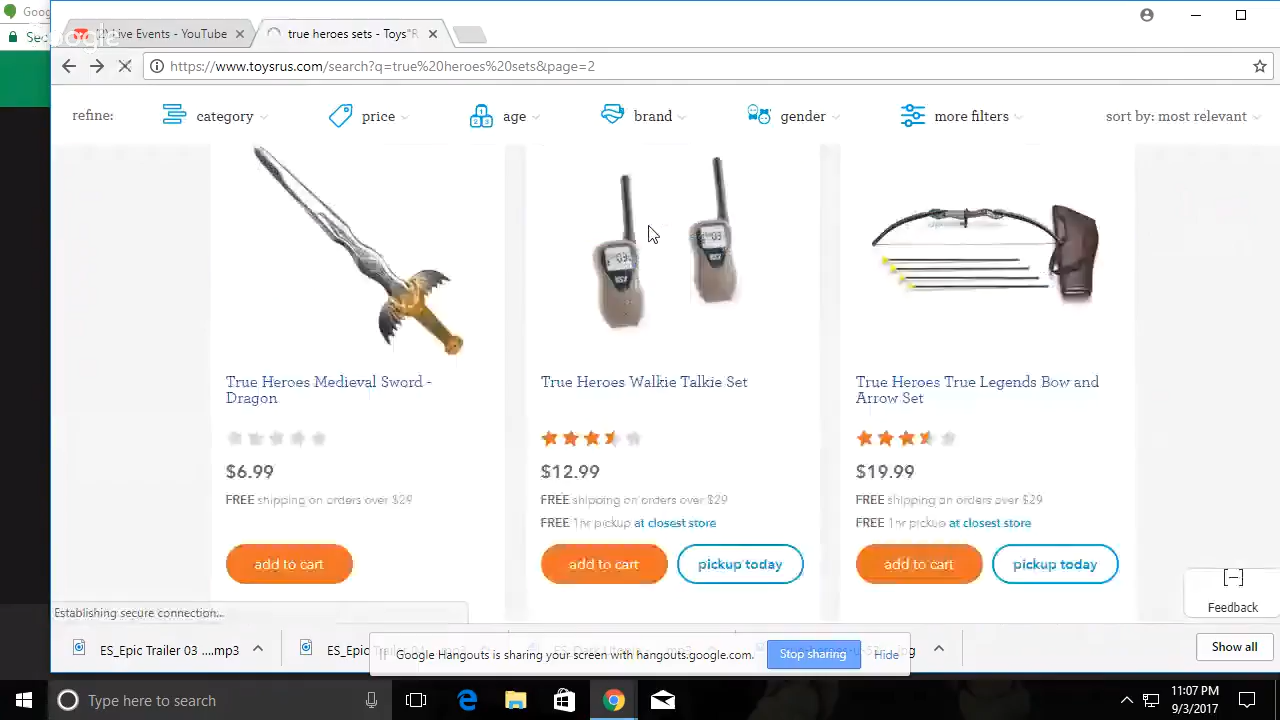 Goog
Live Events - YouTube
true heroes sets - Toys"R
Google
Sec
https://www.toysrus.com/search?q=true%20heroes%20sets&page=2
refine:
category
price
age
brand
gender
more filters
sort by: most relevant
True Heroes Medieval Sword -
Dragon
$6.99
FREE shipping on orders over $29
add to cart
True Heroes Walkie Talkie Set
$12.99
FREE shipping on orders over $29
FREE 1hr pickup at closest store
add to cart
pickup today
True Heroes True Legends Bow and
Arrow Set
$19.99
FREE shipping on orders over $29
FREE 1hr pickup at closest store
add to cart
pickup today
[-]
Feedback
Establishing secure connection...
ES_Epic Trailer 03 ....mp3
ES_Epi
Google Hangouts is sharing your screen with hangouts.google.com.
Stop sharing
Hide
Show all
Type here to search
11:07 PM
9/3/2017